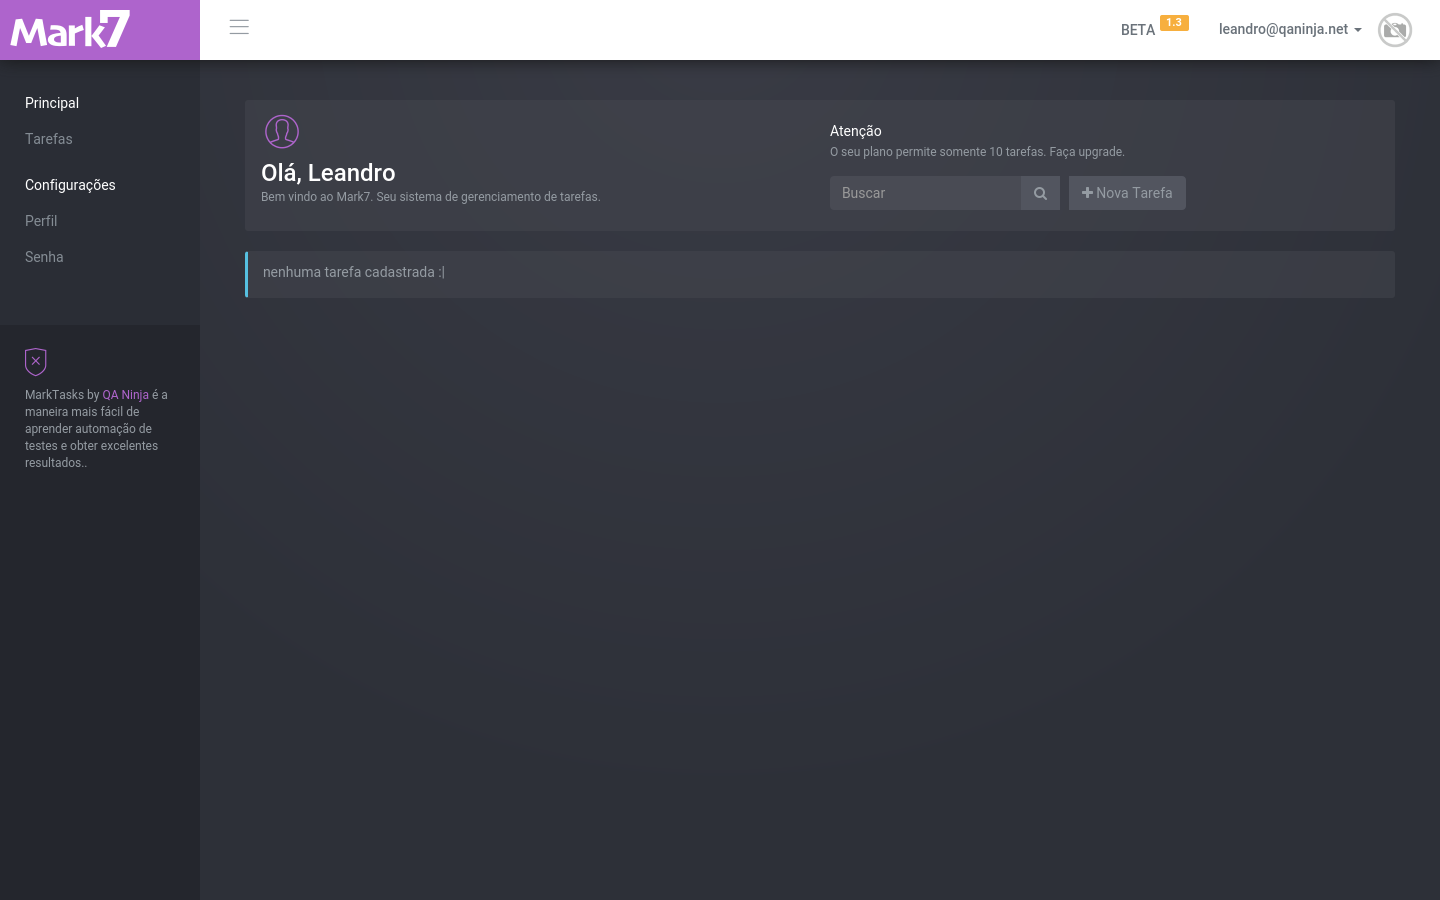 Mark7
BETA 1.3
leandro@qaninja.net
Principal
Tarefas
Configurações
Perfil
Senha
MarkTasks by QA Ninja é a
maneira mais fácil de
aprender automação de
testes e obter excelentes
resultados..
Olá, Leandro
Bem vindo ao Mark7. Seu sistema de gerenciamento de tarefas.
Atenção
O seu plano permite somente 10 tarefas. Faça upgrade.
Buscar
Nova Tarefa
nenhuma tarefa cadastrada :|